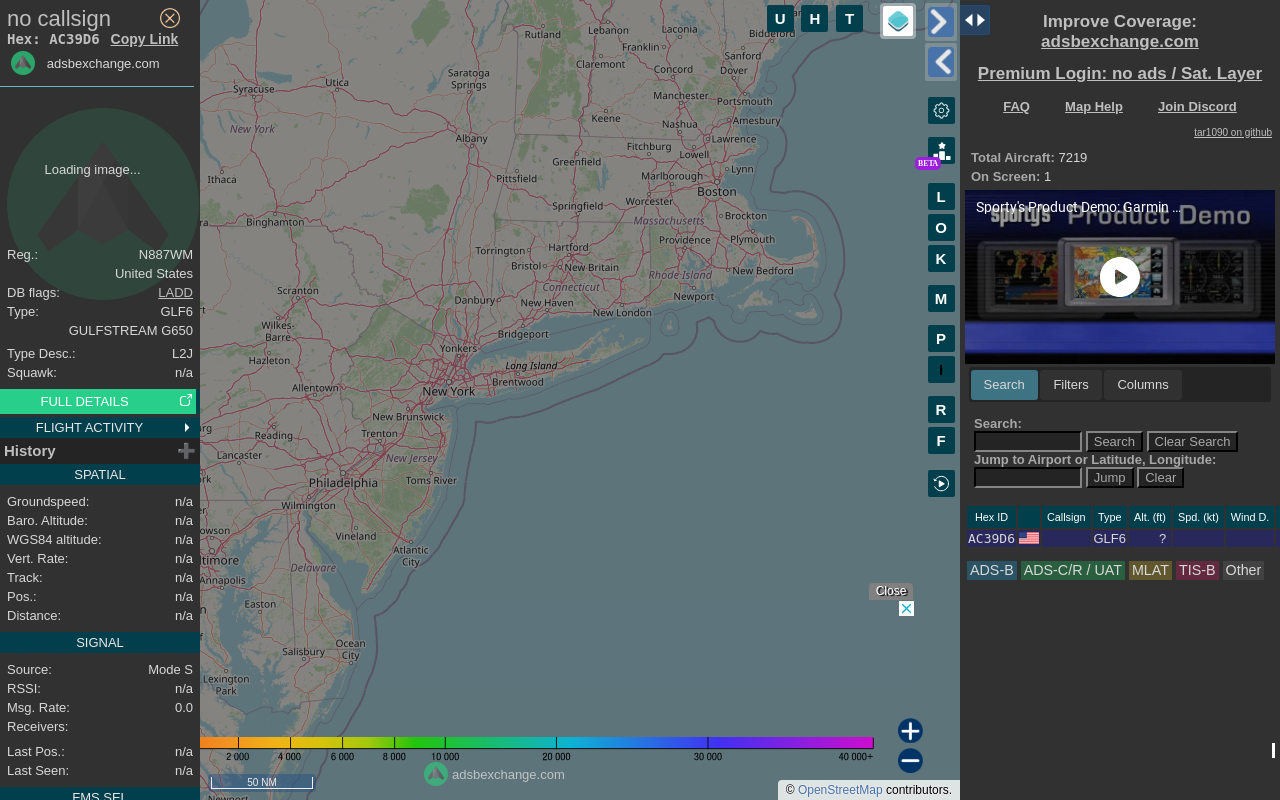 no callsign
Hex: AC39D6 Copy Link
adsbexchange.com
Loading image...
Reg.: N887WM
United States
DB flags: LADD
Type: GLF6
GULFSTREAM G650
Type Desc.: L2J
Squawk: n/a
FULL DETAILS
FLIGHT ACTIVITY
History
SPATIAL
Groundspeed: n/a
Baro. Altitude: n/a
WGS84 altitude: n/a
Vert. Rate: n/a
Track: n/a
Pos.: n/a
Distance: n/a
SIGNAL
Source: Mode S
RSSI: n/a
Msg. Rate: 0.0
Receivers:
Last Pos.: n/a
Last Seen: n/a
FMS SEL
Rutland
Lebanon
Laconia
Franklin
Biddeford
Claremont
Sanford
Concord
Dover
Saratoga
Springs
Utica
Syracuse
Manchester
Portsmouth
Keene
Nashua
Amesbury
New York
Albany
Fitchburg
Lawrence
Lowell
Greenfield
Ithaca
Pittsfield
Marlborough
Lynn
Boston
Springfield
Worcester
Massachusetts
Brockton
Binghamton
Providence
Plymouth
Torrington
Hartford
Bristol
New Britain
Rhode Island
New Bedford
Connecticut
Newport
Scranton
Danbury
New Haven
New London
Wilkes-
Barre
Bridgeport
Hazleton
Yonkers
Long Island
Allentown
New York
Brentwood
New Brunswick
Reading
Trenton
Lancaster
New Jersey
Philadelphia
Toms River
Wilmington
Vineland
Atlantic
City
Delaware
Annapolis
Easton
Ocean
City
Salisbury
Lexington
Park
2 000 4 000 6 000 8 000 10 000 20 000 30 000 40 000+
adsbexchange.com
50 NM
© OpenStreetMap contributors.
U H T
BETA
L
O
K
M
P
I
R
F
Close
Improve Coverage:
adsbexchange.com
Premium Login: no ads / Sat. Layer
FAQ Map Help Join Discord
tar1090 on github
Total Aircraft: 7219
On Screen: 1
Sporty's Product Demo: Garmin ...
sporty's Product Demo
Search Filters Columns
Search:
Search Clear Search
Jump to Airport or Latitude, Longitude:
Jump Clear
Hex ID Callsign Type Alt. (ft) Spd. (kt) Wind D.
AC39D6 GLF6 ?
ADS-B ADS-C/R / UAT MLAT TIS-B Other